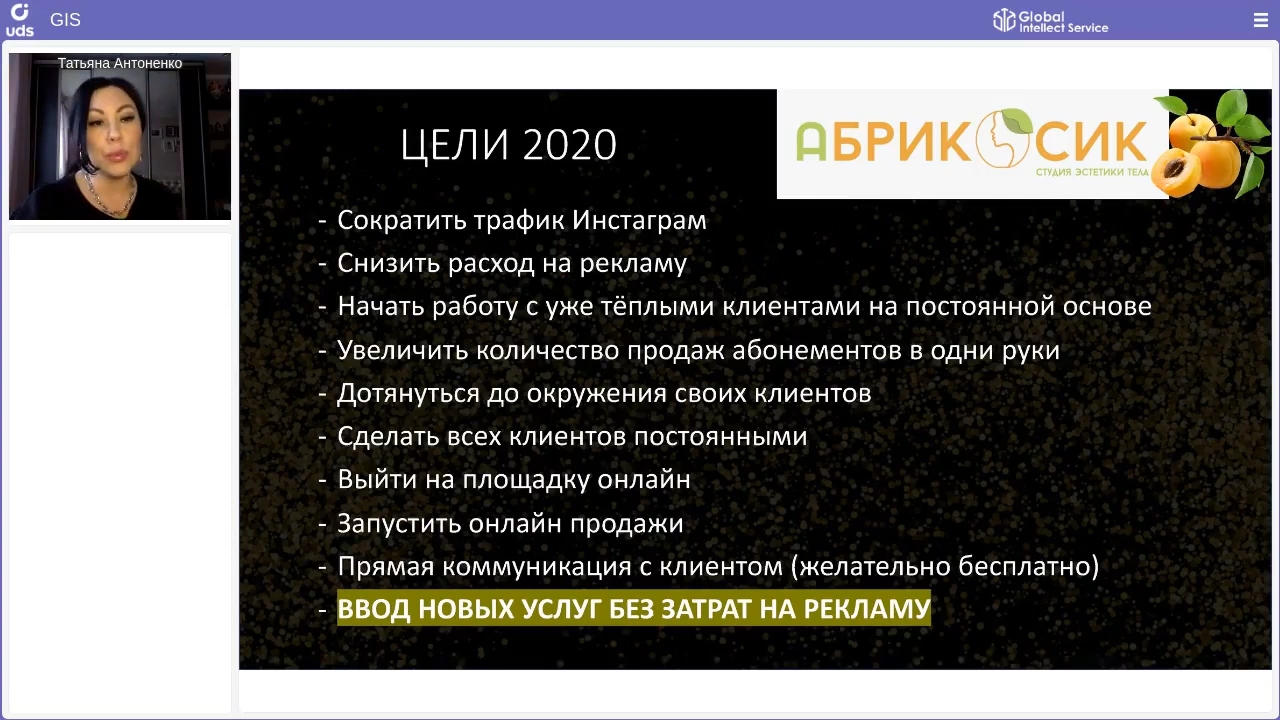 uds
GIS
Global
Intellect Service
Татьяна Антоненко
ЦЕЛИ 2020
АБРИКОСИК
СТУДИЯ ЭСТЕТИКИ ТЕЛА
- Сократить трафик Инстаграм
- Снизить расход на рекламу
- Начать работу с уже тёплыми клиентами на постоянной основе
- Увеличить количество продаж абонементов в одни руки
- Дотянуться до окружения своих клиентов
- Сделать всех клиентов постоянными
- Выйти на площадку онлайн
- Запустить онлайн продажи
- Прямая коммуникация с клиентом (желательно бесплатно)
- ВВОД НОВЫХ УСЛУГ БЕЗ ЗАТРАТ НА РЕКЛАМУ